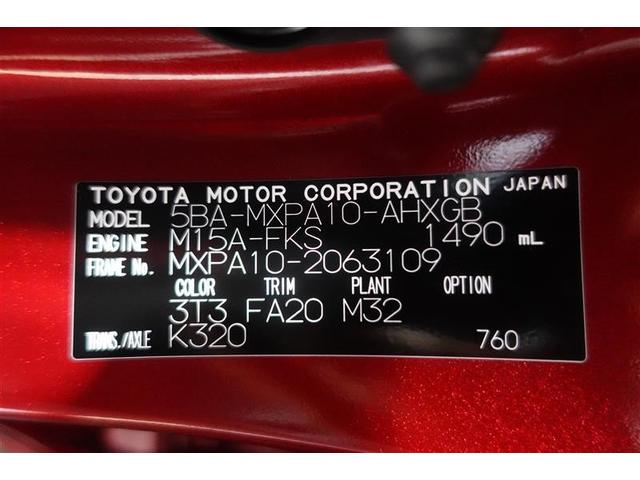 TOYOTA MOTOR CORPORATION JAPAN
MODEL 5BA-MXPA10-AHXGB
ENGINE M15A-FKS 1490 mL
FRAME No. MXPA10-2063109
COLOR TRIM PLANT OPTION
3T3 FA20 M32
TRANS./AXLE K320 760